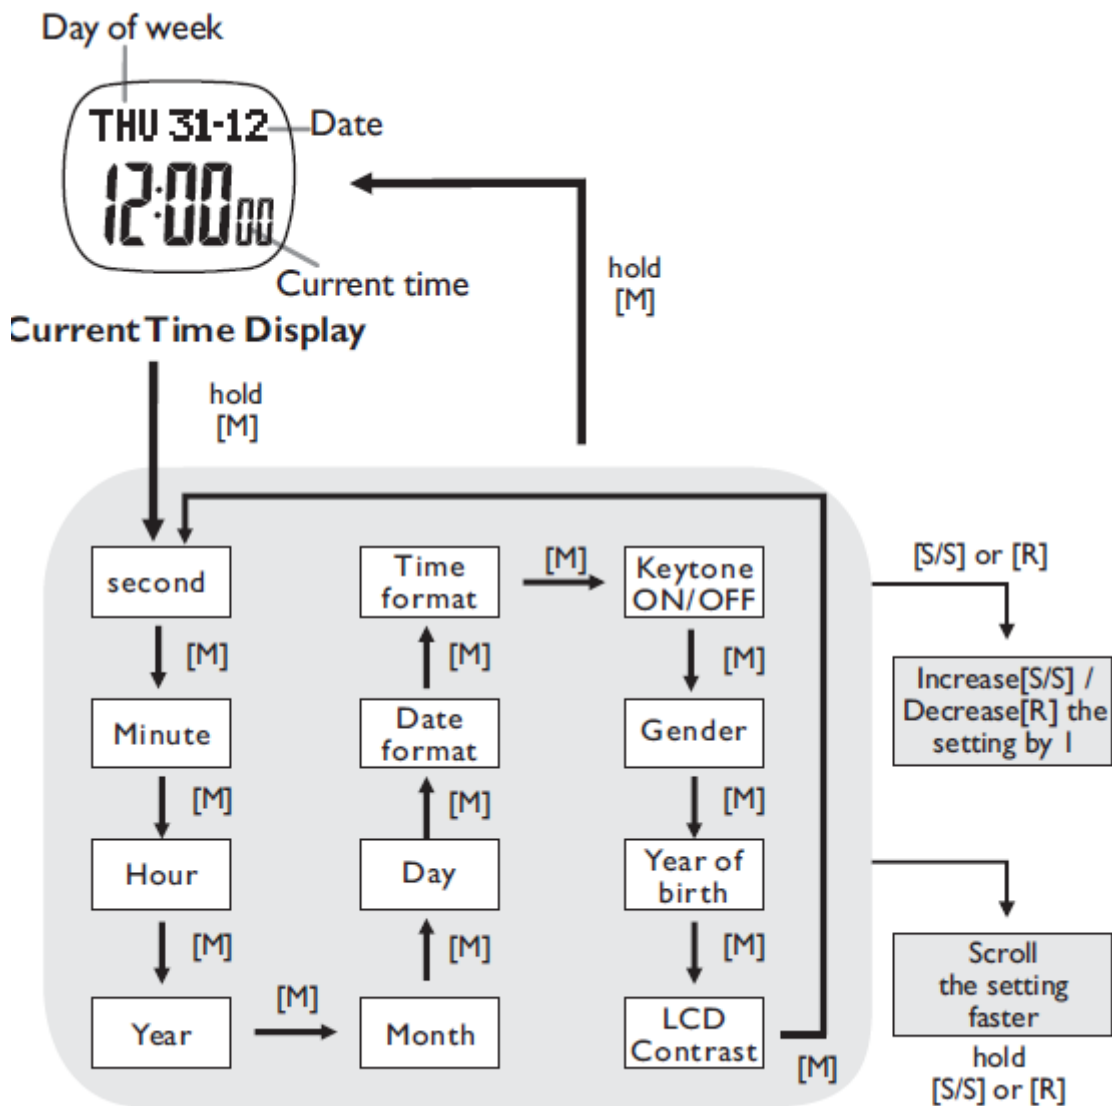 Day of week
THU 31-12
Date
12:00 00
Current time
Current Time Display
hold
[M]
hold
[M]
second
[M]
Minute
[M]
Hour
[M]
Year
[M]
Month
[M]
Day
[M]
Date
format
[M]
Time
format
[M]
Keytone
ON/OFF
[M]
Gender
[M]
Year of
birth
[M]
LCD
Contrast
[M]
[S/S] or [R]
Increase[S/S] /
Decrease[R] the
setting by 1
Scroll
the setting
faster
hold
[S/S] or [R]